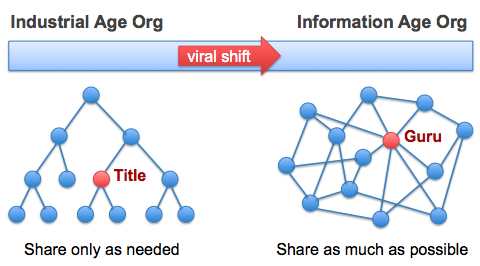 Industrial Age Org
Information Age Org
viral shift
Title
Guru
Share only as needed
Share as much as possible